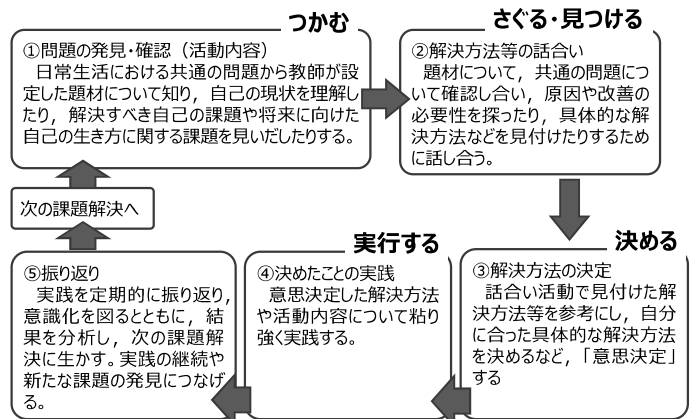 つかむ
①問題の発見・確認（活動内容）
日常生活における共通の問題から教師が設
定した題材について知り，自己の現状を理解し
たり，解決すべき自己の課題や将来に向けた
自己の生き方に関する課題を見いだしたりする。
さぐる・見つける
②解決方法等の話合い
題材について，共通の問題につ
いて確認し合い，原因や改善の
必要性を探ったり，具体的な解
決方法などを見付けたりするため
に話し合う。
決める
③解決方法の決定
話合い活動で見付けた解
決方法等を参考にし，自分
に合った具体的な解決方法
を決めるなど，「意思決定」
する
実行する
④決めたことの実践
意思決定した解決方法
や活動内容について粘り
強く実践する。
⑤振り返り
実践を定期的に振り返り，
意識化を図るとともに，結
果を分析し，次の課題解
決に生かす。実践の継続や
新たな課題の発見につなげ
る。
次の課題解決へ